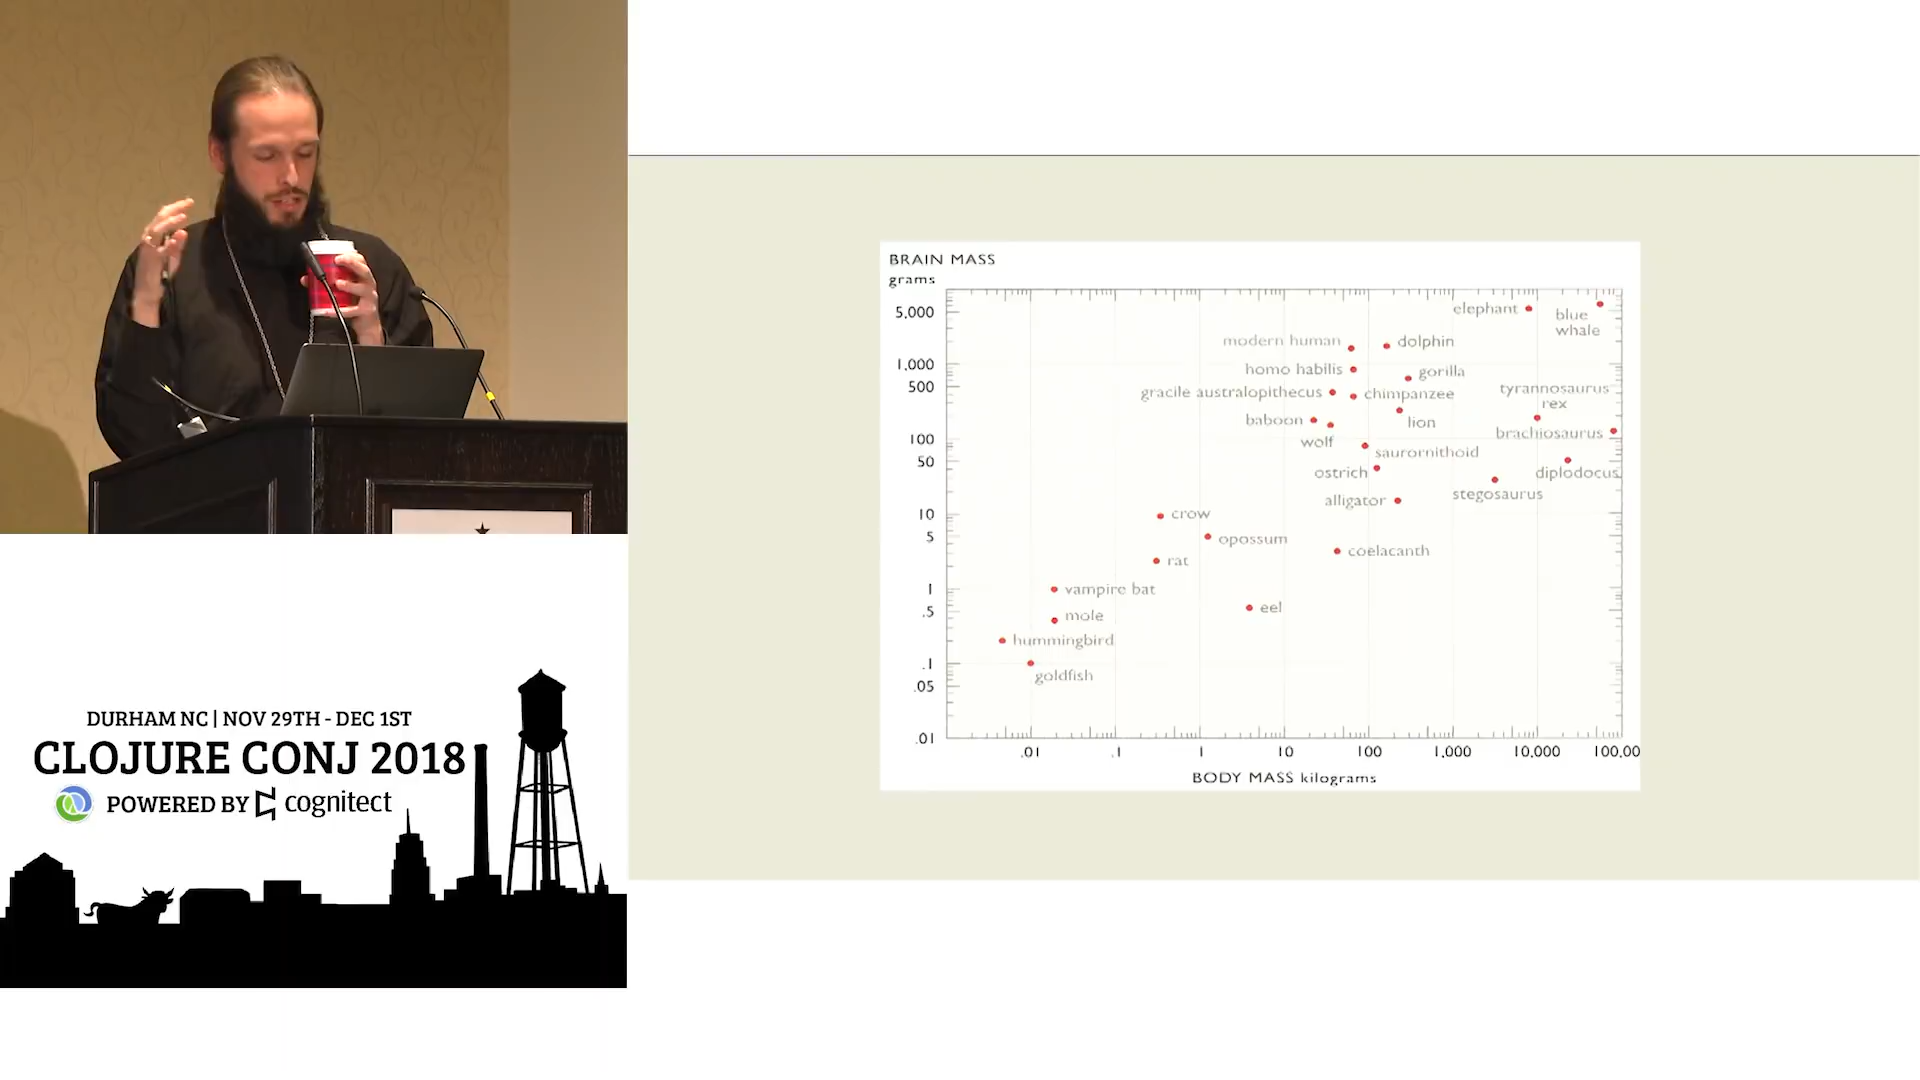 DURHAM NC | NOV 29TH - DEC 1ST
CLOJURE CONJ 2018
POWERED BY cognitect
BRAIN MASS
grams
5,000
1,000
500
100
50
10
5
1
.5
.1
.05
.01
elephant
blue
whale
modern human
dolphin
homo habilis
gorilla
gracile australopithecus
chimpanzee
tyrannosaurus
rex
baboon
lion
wolf
brachiosaurus
saurornithoid
ostrich
diplodocus
alligator
stegosaurus
crow
opossum
coelacanth
rat
vampire bat
eel
mole
hummingbird
goldfish
.01 .1 1 10 100 1,000 10,000 100,00
BODY MASS kilograms